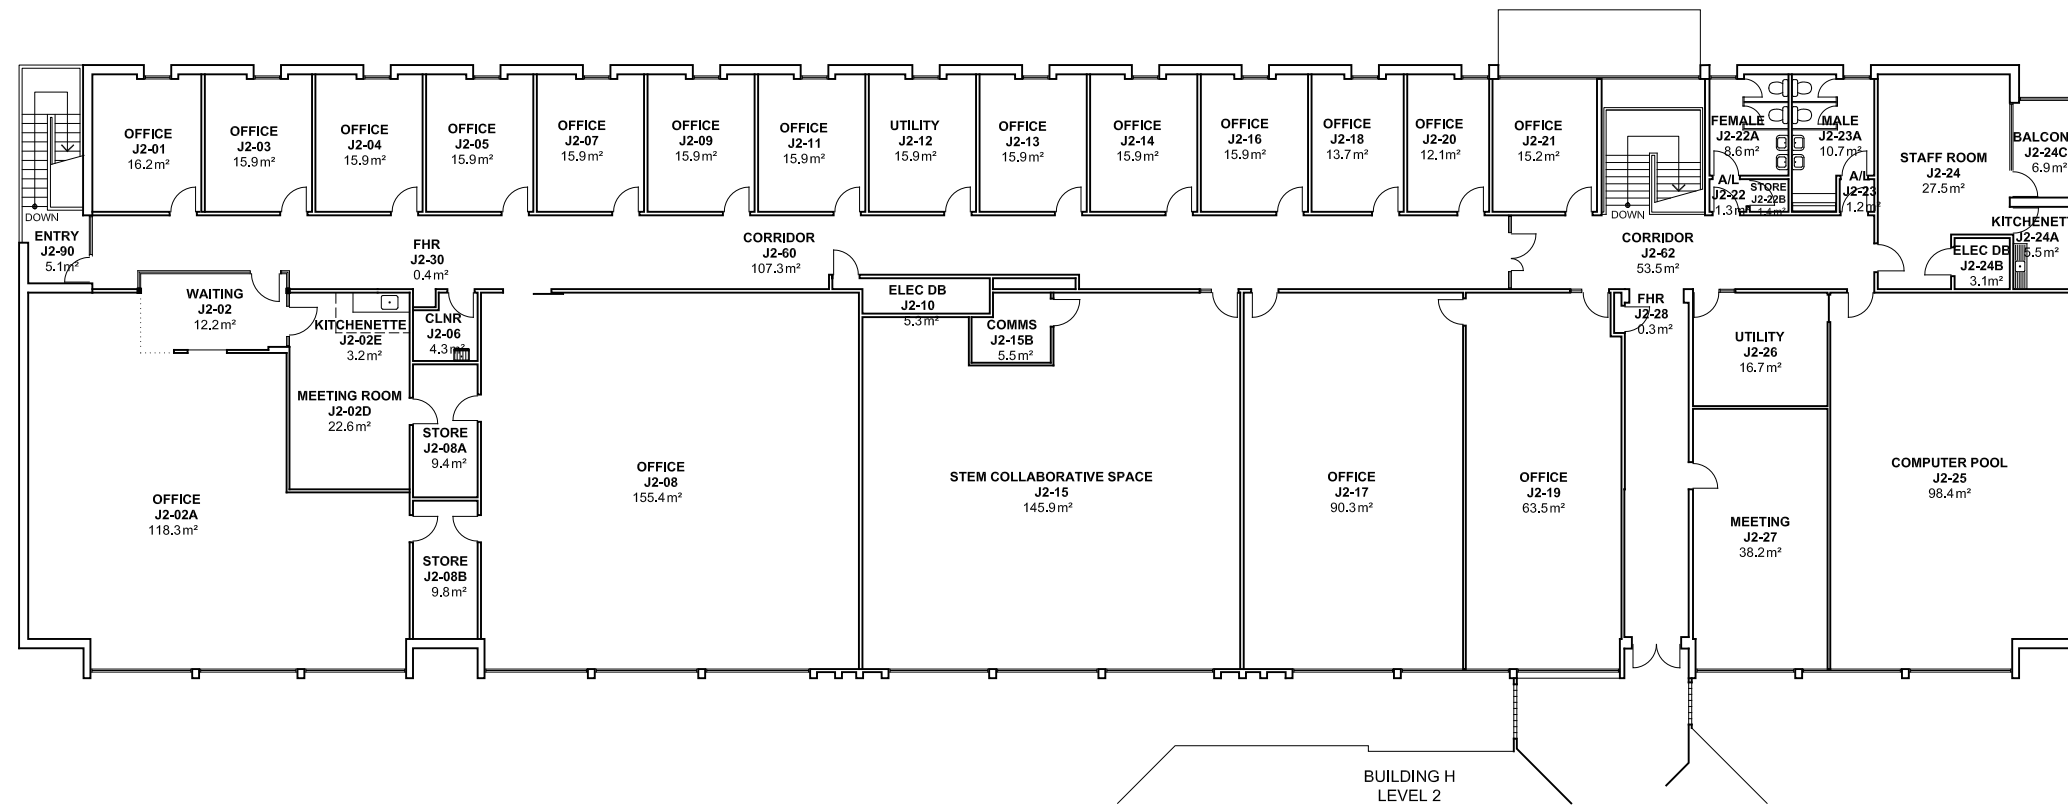 OFFICE
J2-01
16.2m²
OFFICE
J2-03
15.9m²
OFFICE
J2-04
15.9m²
OFFICE
J2-05
15.9m²
OFFICE
J2-07
15.9m²
OFFICE
J2-09
15.9m²
OFFICE
J2-11
15.9m²
UTILITY
J2-12
15.9m²
OFFICE
J2-13
15.9m²
OFFICE
J2-14
15.9m²
OFFICE
J2-16
15.9m²
OFFICE
J2-18
13.7m²
OFFICE
J2-20
12.1m²
OFFICE
J2-21
15.2m²
FEMALE
J2-22A
8.6m²
MALE
J2-23A
10.7m²
STAFF ROOM
J2-24
27.5m²
BALCON
J2-24C
6.9m²
A/L
J2-22
1.3m²
STORE
J2-22B
1.4m²
A/L
J2-23
1.2m²
DOWN
DOWN
ENTRY
J2-90
5.1m²
FHR
J2-30
0.4m²
CORRIDOR
J2-60
107.3m²
CORRIDOR
J2-62
53.5m²
KITCHENETT
J2-24A
5.5m²
ELEC DB
J2-24B
3.1m²
WAITING
J2-02
12.2m²
KITCHENETTE
J2-02E
3.2m²
CLNR
J2-06
4.3m²
ELEC DB
J2-10
5.3m²
COMMS
J2-15B
5.5m²
FHR
J2-28
0.3m²
UTILITY
J2-26
16.7m²
MEETING ROOM
J2-02D
22.6m²
STORE
J2-08A
9.4m²
OFFICE
J2-02A
118.3m²
OFFICE
J2-08
155.4m²
STEM COLLABORATIVE SPACE
J2-15
145.9m²
OFFICE
J2-17
90.3m²
OFFICE
J2-19
63.5m²
COMPUTER POOL
J2-25
98.4m²
MEETING
J2-27
38.2m²
STORE
J2-08B
9.8m²
BUILDING H
LEVEL 2